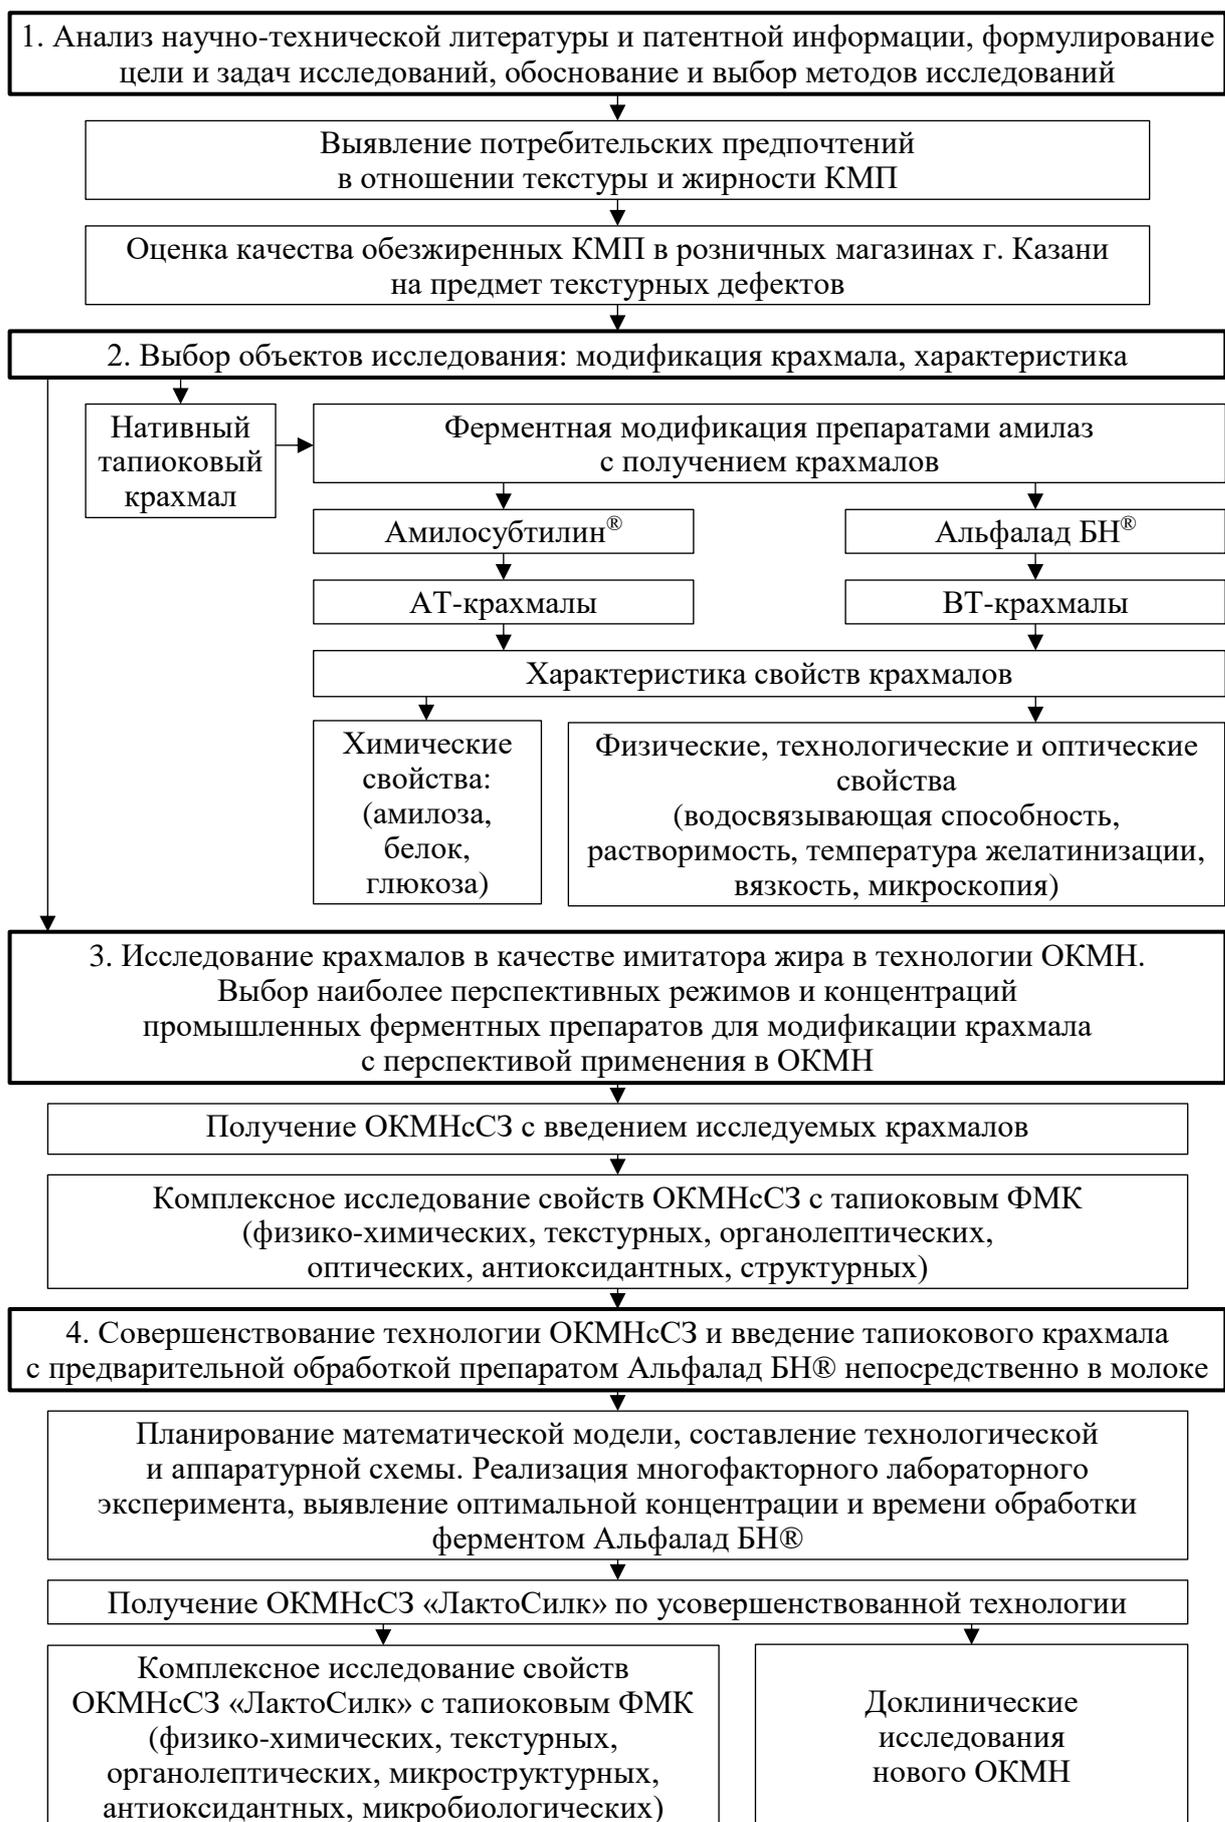 1. Анализ научно-технической литературы и патентной информации, формулирование
цели и задач исследований, обоснование и выбор методов исследований
Выявление потребительских предпочтений
в отношении текстуры и жирности КМП
Оценка качества обезжиренных КМП в розничных магазинах г. Казани
на предмет текстурных дефектов
2. Выбор объектов исследования: модификация крахмала, характеристика
Нативный
тапиоковый
крахмал
Ферментная модификация препаратами амилаз
с получением крахмалов
Амилосубтилин®
Альфалад БН®
АТ-крахмалы
ВТ-крахмалы
Характеристика свойств крахмалов
Химические
свойства:
(амилоза,
белок,
глюкоза)
Физические, технологические и оптические
свойства
(водосвязывающая способность,
растворимость, температура желатинизации,
вязкость, микроскопия)
3. Исследование крахмалов в качестве имитатора жира в технологии ОКМН.
Выбор наиболее перспективных режимов и концентраций
промышленных ферментных препаратов для модификации крахмала
с перспективой применения в ОКМН
Получение ОКМНсСЗ с введением исследуемых крахмалов
Комплексное исследование свойств ОКМНсСЗ с тапиоковым ФМК
(физико-химических, текстурных, органолептических,
оптических, антиоксидантных, структурных)
4. Совершенствование технологии ОКМНсСЗ и введение тапиокового крахмала
с предварительной обработкой препаратом Альфалад БН® непосредственно в молоке
Планирование математической модели, составление технологической
и аппаратурной схемы. Реализация многофакторного лабораторного
эксперимента, выявление оптимальной концентрации и времени обработки
ферментом Альфалад БН®
Получение ОКМНсСЗ «ЛактоСилк» по усовершенствованной технологии
Комплексное исследование свойств
ОКМНсСЗ «ЛактоСилк» с тапиоковым ФМК
(физико-химических, текстурных,
органолептических, микроструктурных,
антиоксидантных, микробиологических)
Доклинические
исследования
нового ОКМН